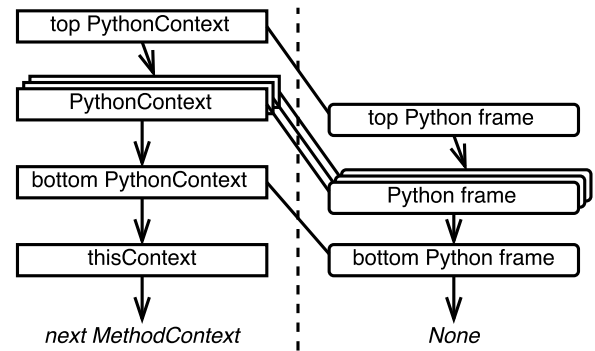 top PythonContext
PythonContext
bottom PythonContext
thisContext
next MethodContext
top Python frame
Python frame
bottom Python frame
None